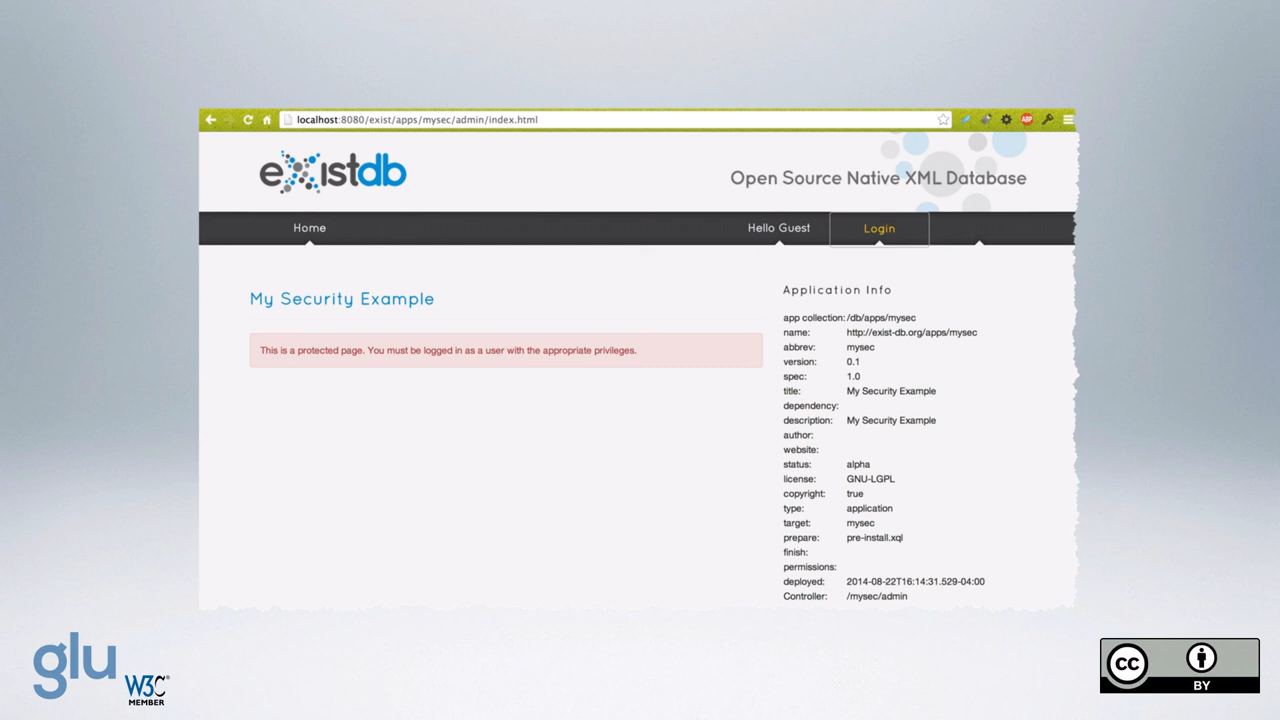 localhost:8080/exist/apps/mysec/admin/index.html
ABP
existdb
Open Source Native XML Database
Home
Hello Guest
Login
My Security Example
This is a protected page. You must be logged in as a user with the appropriate privileges.
Application Info
app collection: /db/apps/mysec
name: http://exist-db.org/apps/mysec
abbrev: mysec
version: 0.1
spec: 1.0
title: My Security Example
dependency:
description: My Security Example
author:
website:
status: alpha
license: GNU-LGPL
copyright: true
type: application
target: mysec
prepare: pre-install.xql
finish:
permissions:
deployed: 2014-08-22T16:14:31.529-04:00
Controller: /mysec/admin
glu
W3C®
MEMBER
cc
BY